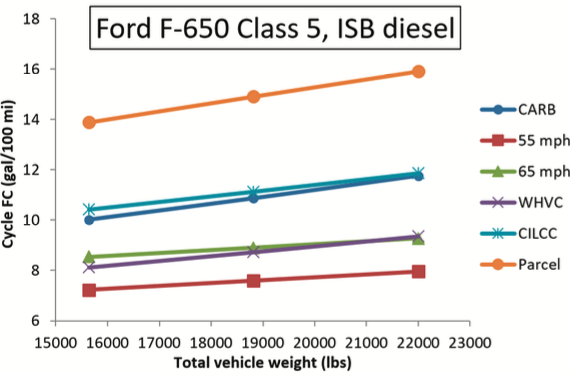 Ford F-650 Class 5, ISB diesel
Cycle FC (gal/100 mi)
18
16
14
12
10
8
6
15000 16000 17000 18000 19000 20000 21000 22000 23000
Total vehicle weight (lbs)
CARB
55 mph
65 mph
WHVC
CILCC
Parcel